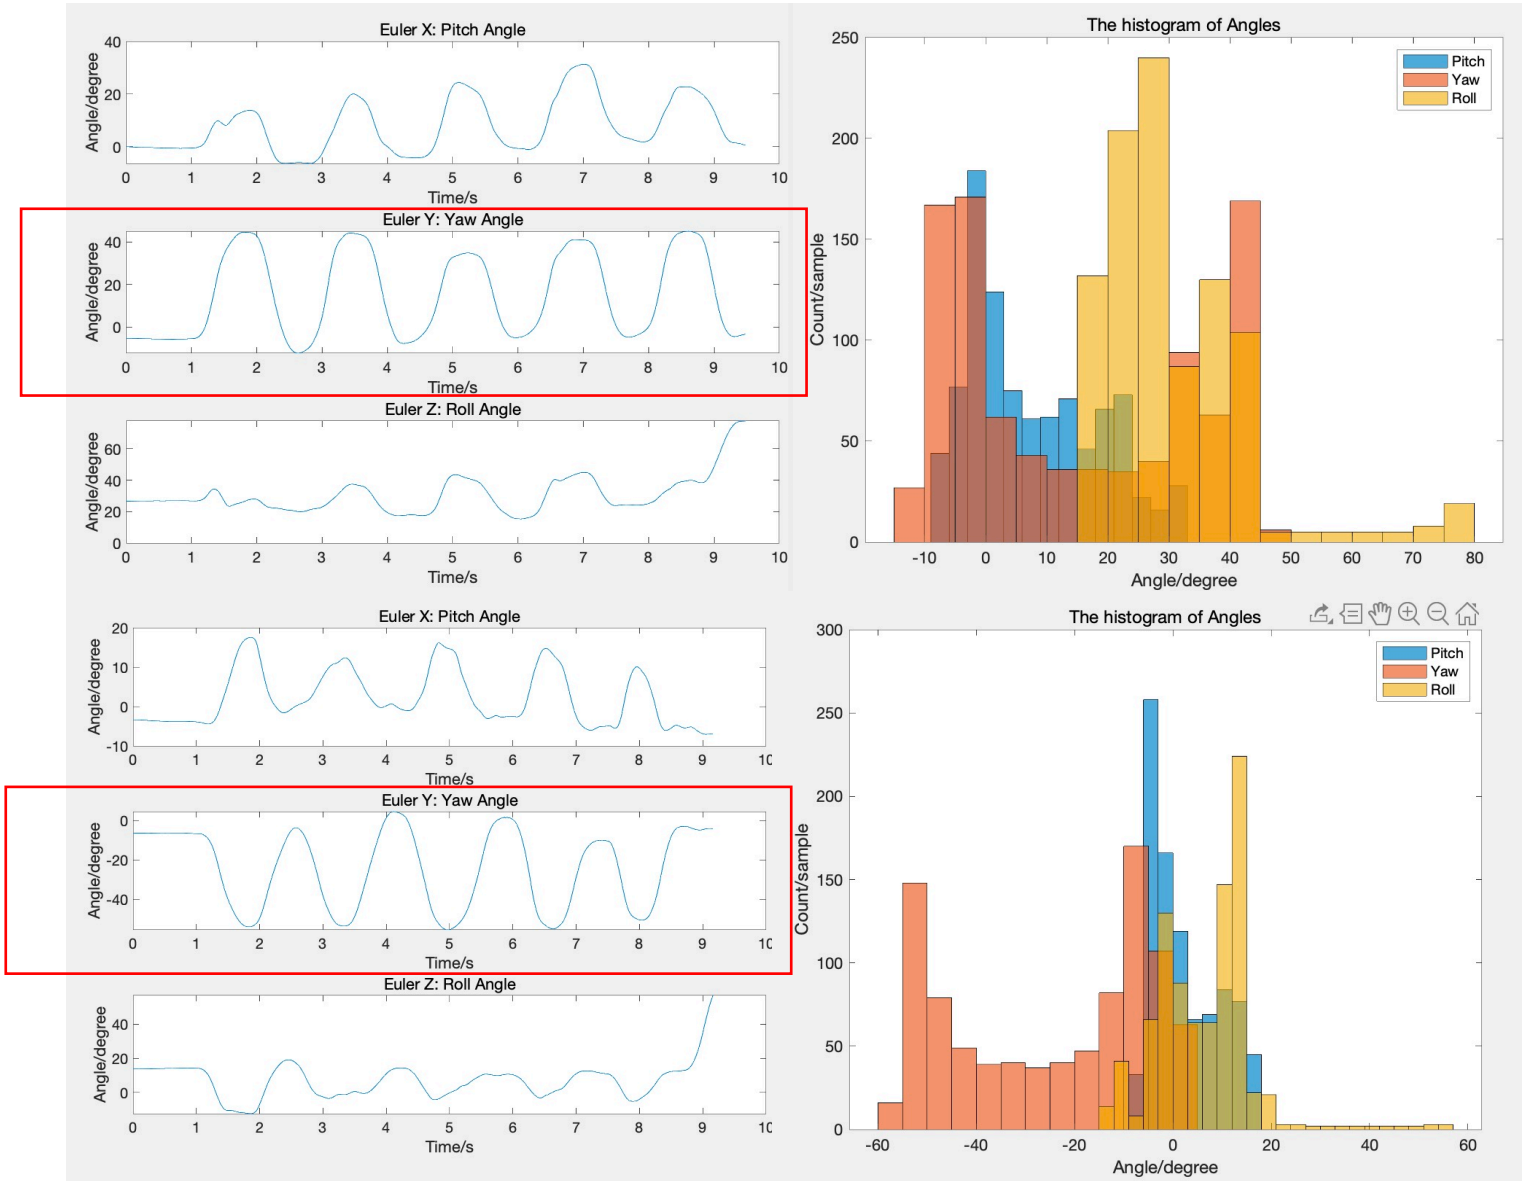 Euler X: Pitch Angle
Angle/degree
40
20
0
0 1 2 3 4 5 6 7 8 9 10
Time/s
Euler Y: Yaw Angle
Angle/degree
40
20
0
0 1 2 3 4 5 6 7 8 9 10
Time/s
Euler Z: Roll Angle
Angle/degree
60
40
20
0
0 1 2 3 4 5 6 7 8 9 10
Time/s
The histogram of Angles
Pitch
Yaw
Roll
Count/sample
250
200
150
100
50
0
-10 0 10 20 30 40 50 60 70 80
Angle/degree
Euler X: Pitch Angle
Angle/degree
20
10
0
-10
0 1 2 3 4 5 6 7 8 9 10
Time/s
Euler Y: Yaw Angle
Angle/degree
0
-20
-40
0 1 2 3 4 5 6 7 8 9 10
Time/s
Euler Z: Roll Angle
Angle/degree
40
20
0
0 1 2 3 4 5 6 7 8 9 10
Time/s
The histogram of Angles
Pitch
Yaw
Roll
Count/sample
300
250
200
150
100
50
0
-60 -40 -20 0 20 40 60
Angle/degree